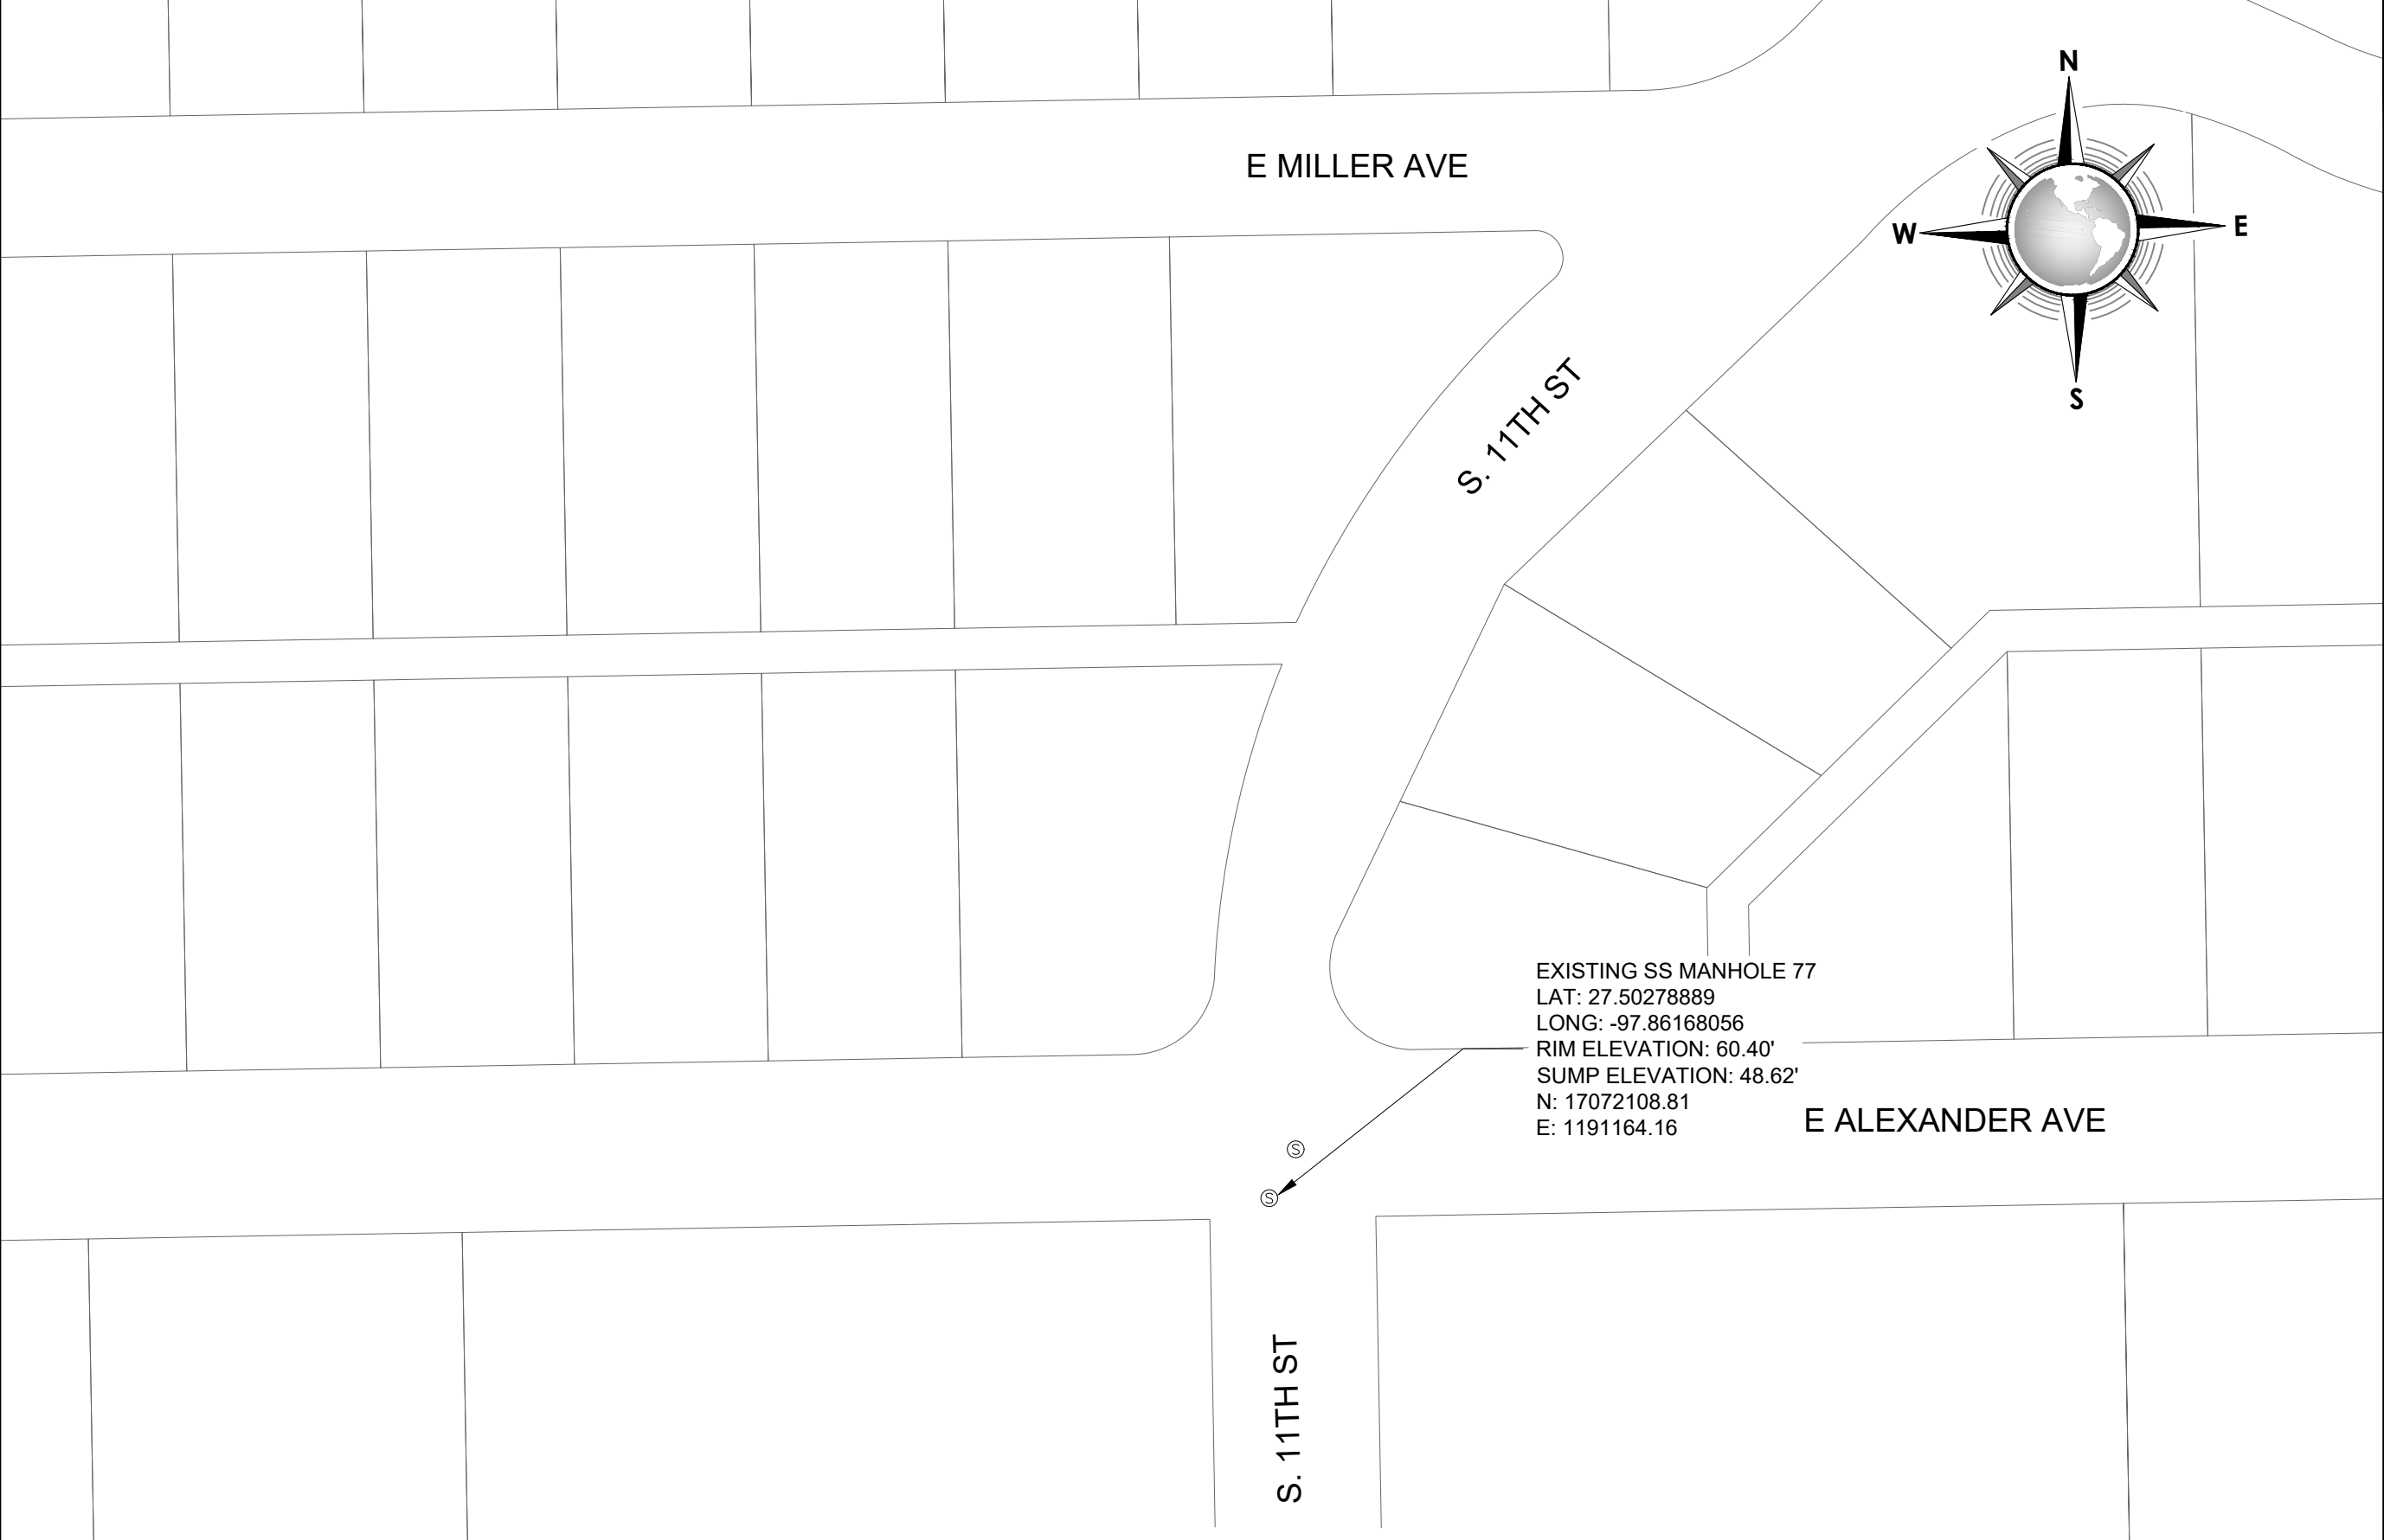 N
E MILLER AVE
W
E
S
S. 11TH ST
EXISTING SS MANHOLE 77
LAT: 27.50278889
LONG: -97.86168056
RIM ELEVATION: 60.40'
SUMP ELEVATION: 48.62'
N: 17072108.81
E: 1191164.16
E ALEXANDER AVE
S
S
S. 11TH ST